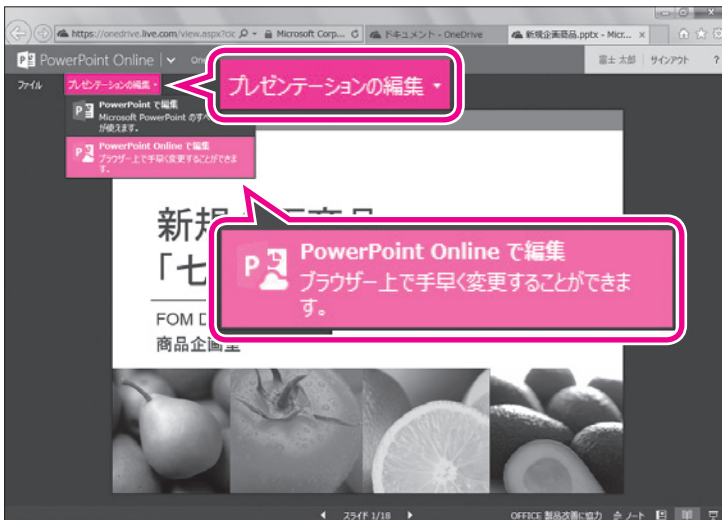 https://onedrive.live.com/view.aspx?cic
Microsoft Corp...
ドキュメント - OneDrive
新規企画商品.pptx - Micr...
PowerPoint Online
富士 太郎
サインアウト
?
ファイル
プレゼンテーションの編集
プレゼンテーションの編集
PowerPoint で編集
Microsoft PowerPoint のすべ
が使えます。
PowerPoint Online で編集
ブラウザー上で手早く変更することができま
す。
PowerPoint Online で編集
ブラウザー上で手早く変更することができま
す。
新規
「七
FOM
商品企画室
スライド 1/18
OFFICE 製品改善に協力
ノート